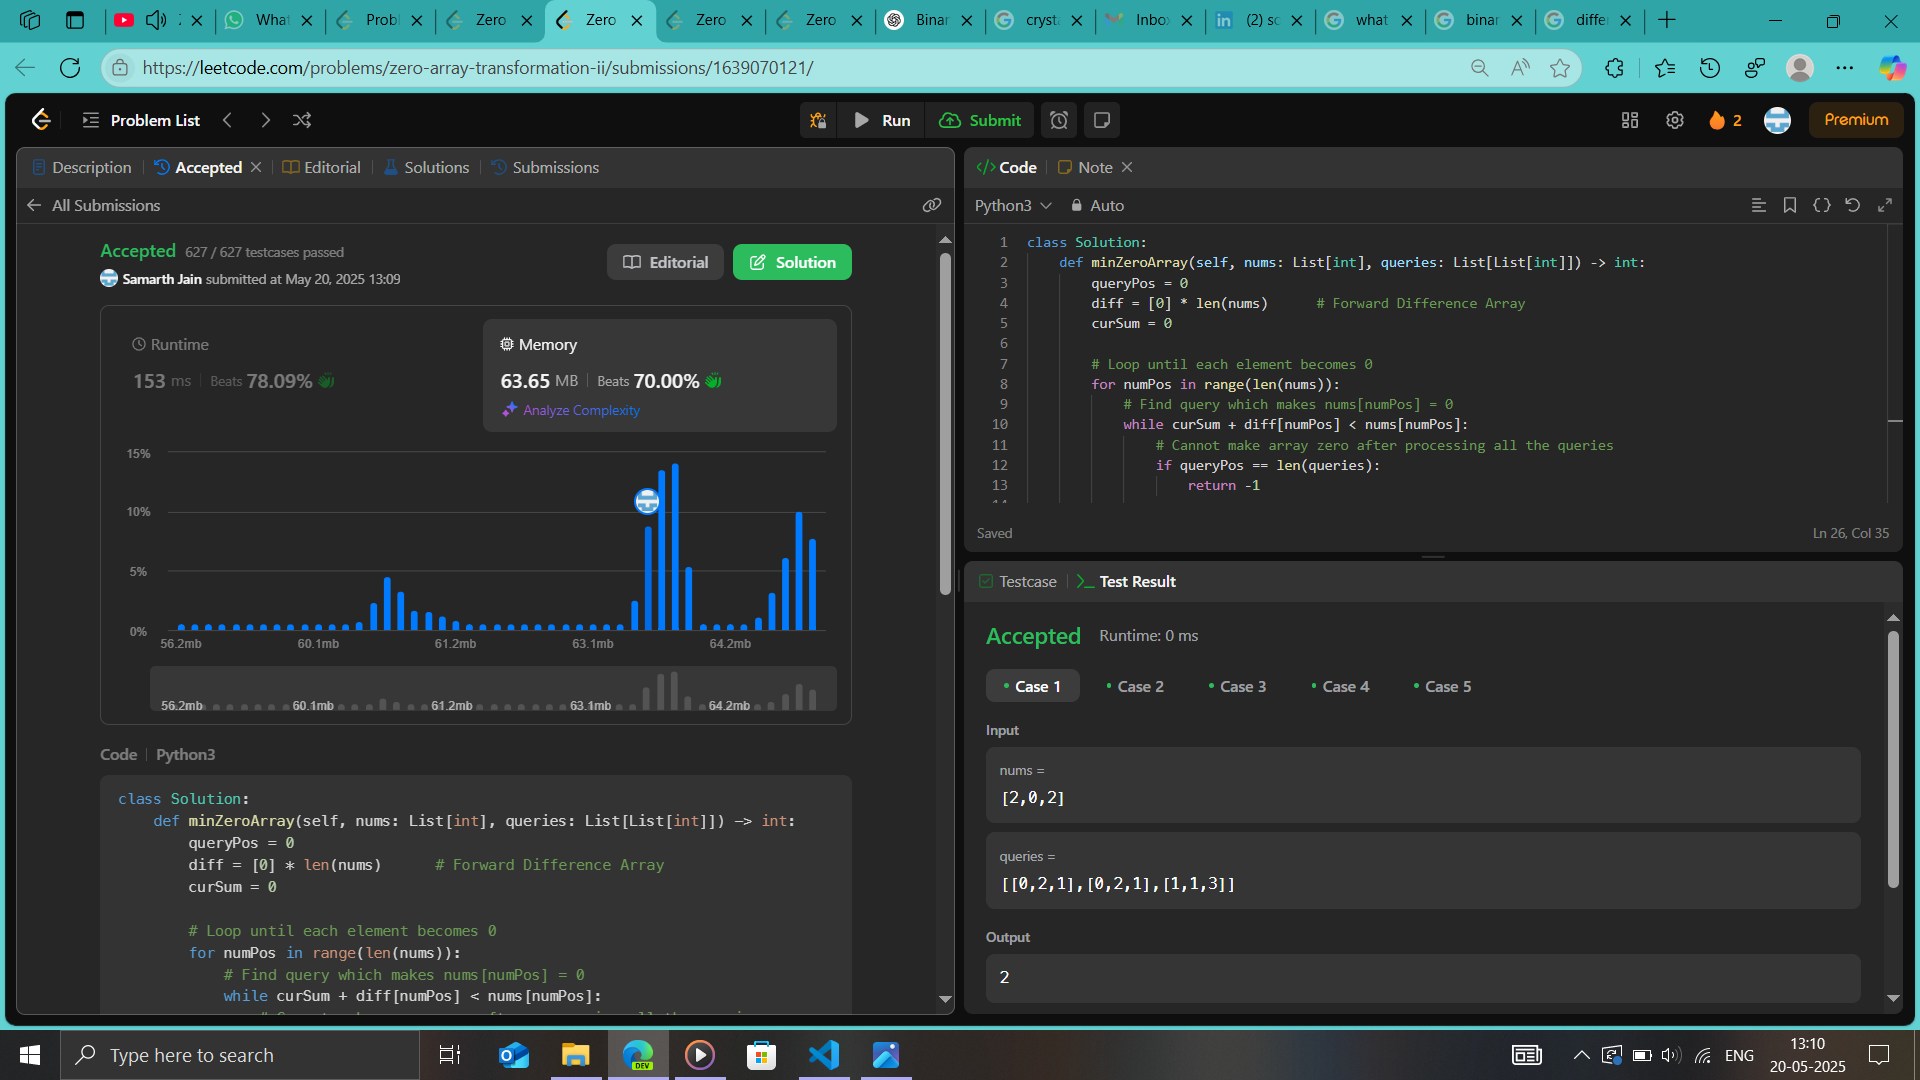 What
Probl
Zero
Zero
Zero
Zero
Binar
crysta
Inbox
(2) sc
what
binar
differ
https://leetcode.com/problems/zero-array-transformation-ii/submissions/1639070121/
Problem List
Run
Submit
2
Premium
Description
Accepted
Editorial
Solutions
Submissions
All Submissions
Accepted 627 / 627 testcases passed
Samarth Jain submitted at May 20, 2025 13:09
Editorial
Solution
Runtime
153 ms Beats 78.09%
Memory
63.65 MB Beats 70.00%
Analyze Complexity
15%
10%
5%
0%
56.2mb 60.1mb 61.2mb 63.1mb 64.2mb
56.2mb 60.1mb 61.2mb 63.1mb 64.2mb
Code Python3
class Solution:
def minZeroArray(self, nums: List[int], queries: List[List[int]]) -> int:
queryPos = 0
diff = [0] * len(nums) # Forward Difference Array
curSum = 0
# Loop until each element becomes 0
for numPos in range(len(nums)):
# Find query which makes nums[numPos] = 0
while curSum + diff[numPos] < nums[numPos]:
</> Code
Note
Python3
Auto
1 class Solution:
2 def minZeroArray(self, nums: List[int], queries: List[List[int]]) -> int:
3 queryPos = 0
4 diff = [0] * len(nums) # Forward Difference Array
5 curSum = 0
6
7 # Loop until each element becomes 0
8 for numPos in range(len(nums)):
9 # Find query which makes nums[numPos] = 0
10 while curSum + diff[numPos] < nums[numPos]:
11 # Cannot make array zero after processing all the queries
12 if queryPos == len(queries):
13 return -1
Saved
Ln 26, Col 35
Testcase
Test Result
Accepted Runtime: 0 ms
Case 1
Case 2
Case 3
Case 4
Case 5
Input
nums =
[2,0,2]
queries =
[[0,2,1],[0,2,1],[1,1,3]]
Output
2
Type here to search
DEV
ENG
13:10
20-05-2025